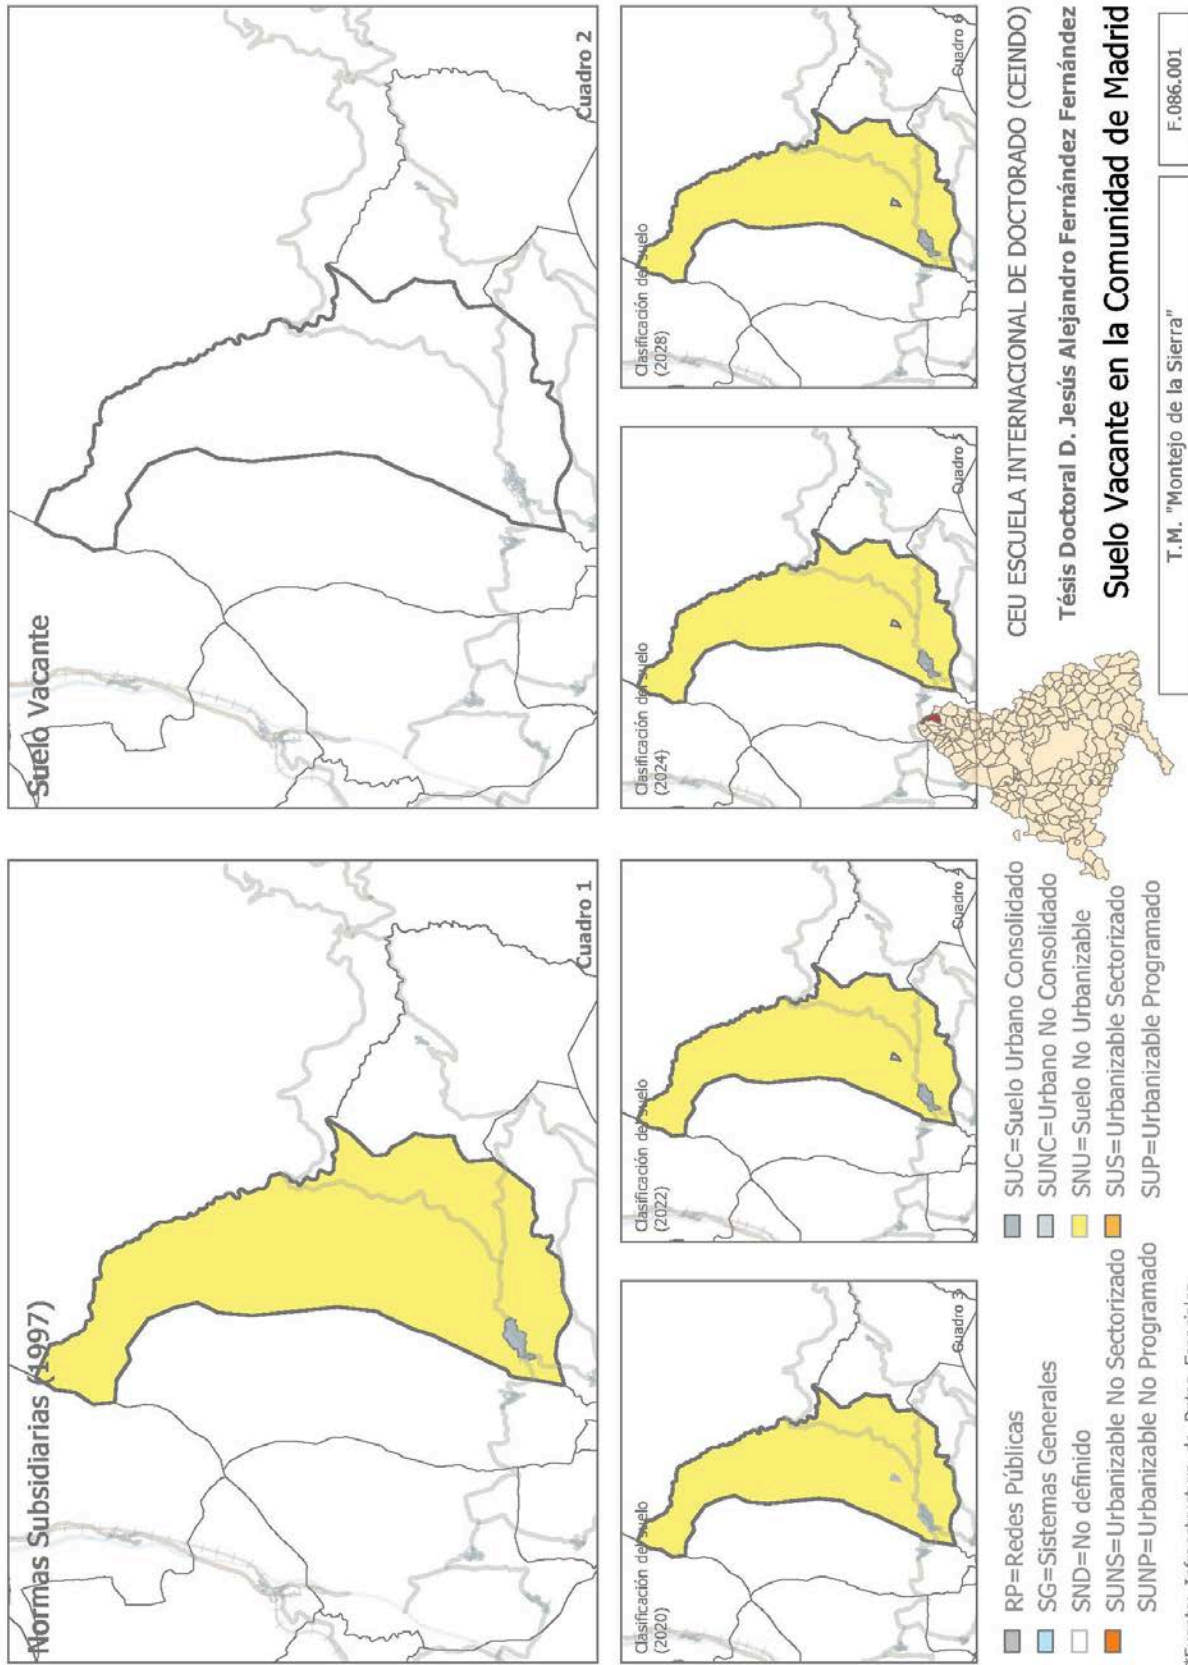 Normas Subsidiarias (1997)
Cuadro 1
Suelo Vacante
Cuadro 2
Clasificación del suelo
(2020)
Cuadro 3
Clasificación del suelo
(2022)
Cuadro 4
Clasificación del suelo
(2024)
Cuadro 5
Clasificación del suelo
(2028)
Cuadro 6
RP=Redes Públicas
SG=Sistemas Generales
SND=No definido
SUNS=Urbanizable No Sectorizado
SUNP=Urbanizable No Programado
SUC=Suelo Urbano Consolidado
SUNC=Urbano No Consolidado
SNU=Suelo No Urbanizable
SUS=Urbanizable Sectorizado
SUP=Urbanizable Programado
CEU ESCUELA INTERNACIONAL DE DOCTORADO (CEINDO)
Tésis Doctoral D. Jesús Alejandro Fernández Fernández
Suelo Vacante en la Comunidad de Madrid
T.M. "Montejo de la Sierra"
F.086.001